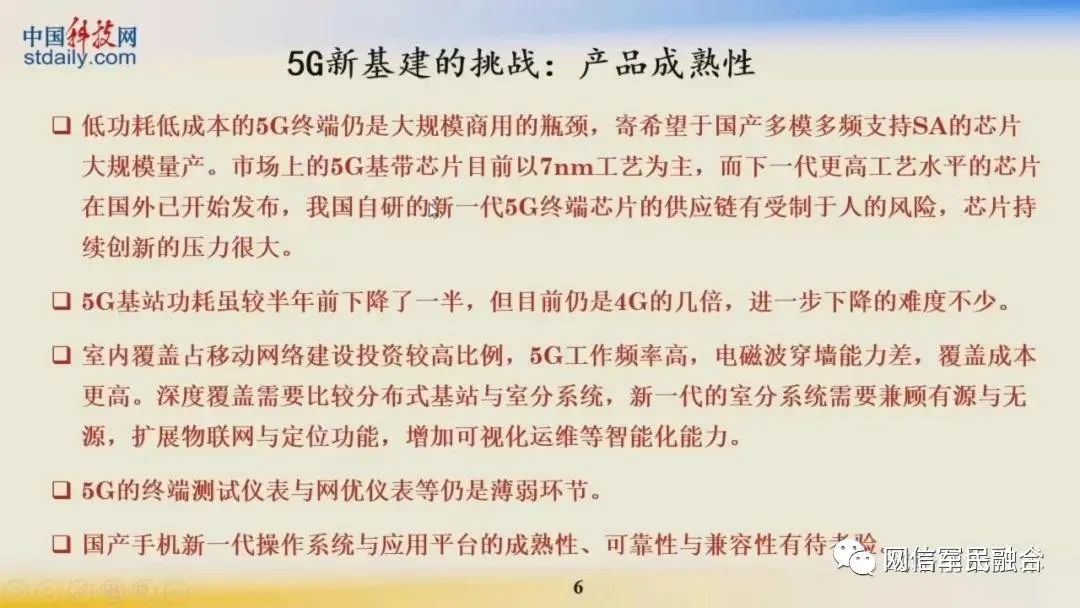 中国科技网
stdaily.com
5G新基建的挑战：产品成熟性
❑ 低功耗低成本的5G终端仍是大规模商用的瓶颈，寄希望于国产多模多频支持SA的芯片
大规模量产。市场上的5G基带芯片目前以7nm工艺为主，而下一代更高工艺水平的芯片
在国外已开始发布，我国自研的新一代5G终端芯片的供应链有受制于人的风险，芯片持
续创新的压力很大。
❑ 5G基站功耗虽较半年前下降了一半，但目前仍是4G的几倍，进一步下降的难度不少。
❑ 室内覆盖占移动网络建设投资较高比例，5G工作频率高，电磁波穿墙能力差，覆盖成本
更高。深度覆盖需要比较分布式基站与室分系统，新一代的室分系统需要兼顾有源与无
源，扩展物联网与定位功能，增加可视化运维等智能化能力。
❑ 5G的终端测试仪表与网优仪表等仍是薄弱环节。
❑ 国产手机新一代操作系统与应用平台的成熟性、可靠性与兼容性有待考验
网信军民融合
6